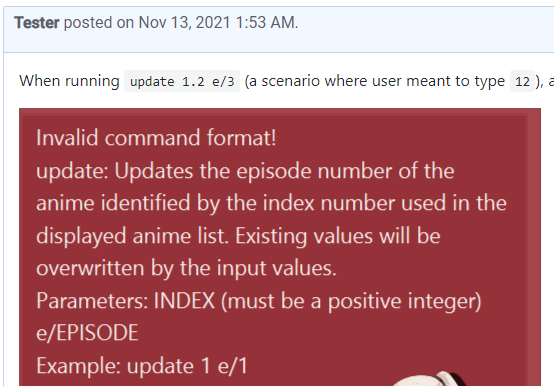 Tester posted on Nov 13, 2021 1:53 AM.
When running update 1.2 e/3 (a scenario where user meant to type 12 ), a
Invalid command format!
update: Updates the episode number of the
anime identified by the index number used in the
displayed anime list. Existing values will be
overwritten by the input values.
Parameters: INDEX (must be a positive integer)
e/EPISODE
Example: update 1 e/1